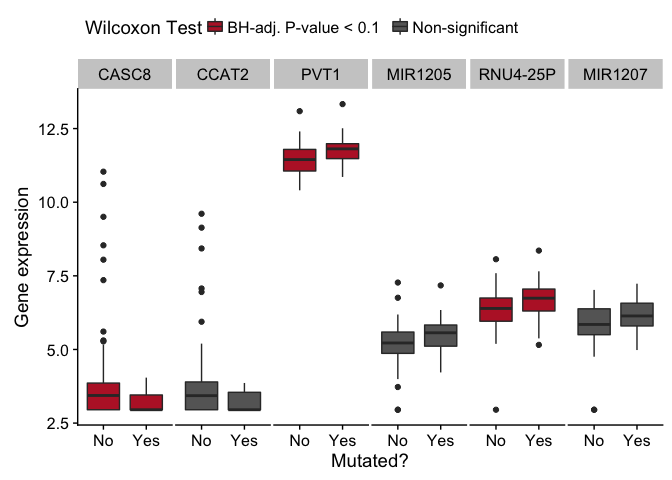 Wilcoxon Test BH-adj. P-value < 0.1 Non-significant
CASC8 CCAT2 PVT1 MIR1205 RNU4-25P MIR1207
12.5
10.0
7.5
5.0
2.5
Gene expression
No Yes No Yes No Yes No Yes No Yes No Yes
Mutated?